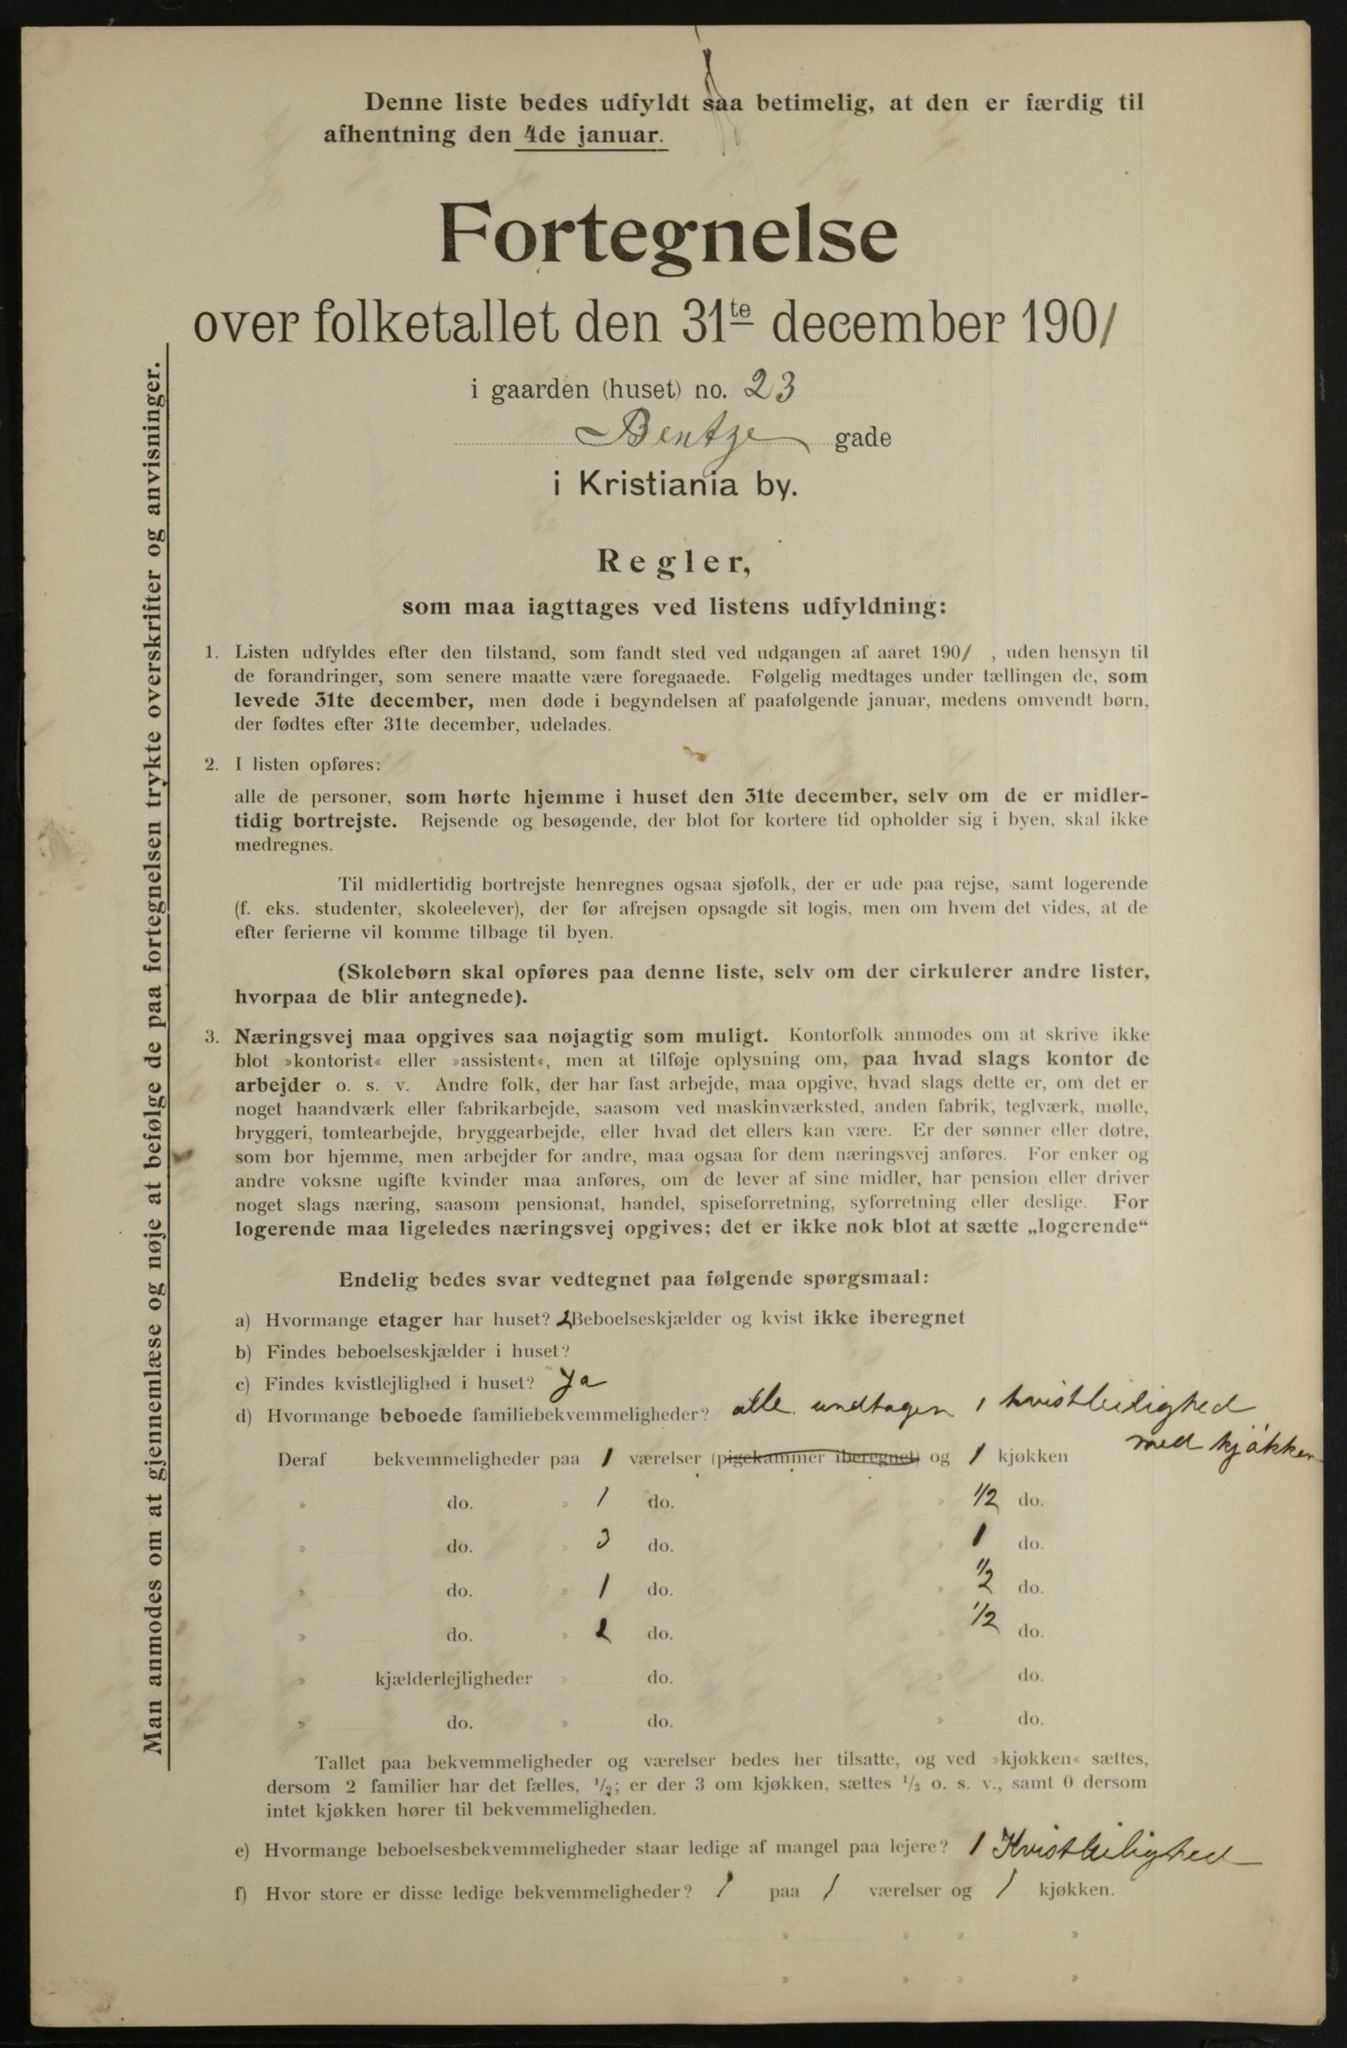 Denne liste bedes udfyldt saa betimelig, at den er færdig til
afhentning den 4de januar.
Fortegnelse
over folketallet den 31te december 1901
i gaarden (huset) no. 23
Bentze gade
i Kristiania by.
Regler,
som maa iagttages ved listens udfyldning:
1. Listen udfyldes efter den tilstand, som fandt sted ved udgangen af aaret 1901, uden hensyn til
de forandringer, som senere maatte være foregaaede. Følgelig medtages under tællingen de, som
levede 31te december, men døde i begyndelsen af paafølgende januar, medens omvendt børn,
der fødtes efter 31te december, udelades.
2. I listen opføres:
alle de personer, som hørte hjemme i huset den 31te december, selv om de er midler-
tidig bortrejste. Rejsende og besøgende, der blot for kortere tid opholder sig i byen, skal ikke
medregnes.
Til midlertidig bortrejste henregnes ogsaa sjøfolk, der er ude paa rejse, samt logerende
(f. eks. studenter, skoleelever), der før afrejsen opsagde sit logis, men om hvem det vides, at de
efter ferierne vil komme tilbage til byen.
(Skolebørn skal opføres paa denne liste, selv om der cirkulerer andre lister,
hvorpaa de blir antegnede).
3. Næringsvej maa opgives saa nøjagtig som muligt. Kontorfolk anmodes om at skrive ikke
blot »kontorist« eller »assistent«, men at tilføje oplysning om, paa hvad slags kontor de
arbejder o. s. v. Andre folk, der har fast arbejde, maa opgive, hvad slags dette er, om det er
noget haandværk eller fabrikarbejde, saasom ved maskinværksted, anden fabrik, teglværk, mølle,
bryggeri, tomtearbejde, bryggearbejde, eller hvad det ellers kan være. Er der sønner eller døtre,
som bor hjemme, men arbejder for andre, maa ogsaa for dem næringsvej anføres. For enker og
andre voksne ugifte kvinder maa anføres, om de lever af sine midler, har pension eller driver
noget slags næring, saasom pensionat, handel, spiseforretning, syforretning eller deslige. For
logerende maa ligeledes næringsvej opgives; det er ikke nok blot at sætte „logerende“
Endelig bedes svar vedtegnet paa følgende spørgsmaal:
a) Hvormange etager har huset? 2 Beboelseskjælder og kvist ikke iberegnet
b) Findes beboelseskjælder i huset?
c) Findes kvistlejlighed i huset? Ja
d) Hvormange beboede familiebekvemmeligheder? alle undtagen 1 kvistleilighed
med kjøkken
Deraf bekvemmeligheder paa 1 værelser (pigekammer iberegnet) og 1 kjøkken
» do. » 1 do. » 1/2 do.
» do. » 3 do. » 1 do.
» do. » 1 do. » 1/2 do.
» do. » 2 do. » 1/2 do.
» kjælderlejligheder » do. » do.
» do. » do. » do.
Tallet paa bekvemmeligheder og værelser bedes her tilsatte, og ved »kjøkken« sættes,
dersom 2 familier har det fælles, 1/2; er der 3 om kjøkken, sættes 1/3 o. s. v., samt 0 dersom
intet kjøkken hører til bekvemmeligheden.
e) Hvormange beboelsesbekvemmeligheder staar ledige af mangel paa lejere? 1 Kvistleilighed
f) Hvor store er disse ledige bekvemmeligheder? 1 paa 1 værelser og 1 kjøkken.
» » » »
» » » »
Man anmodes om at gjennemlæse og nøje at befølge de paa fortegnelsen trykte overskrifter og anvisninger.